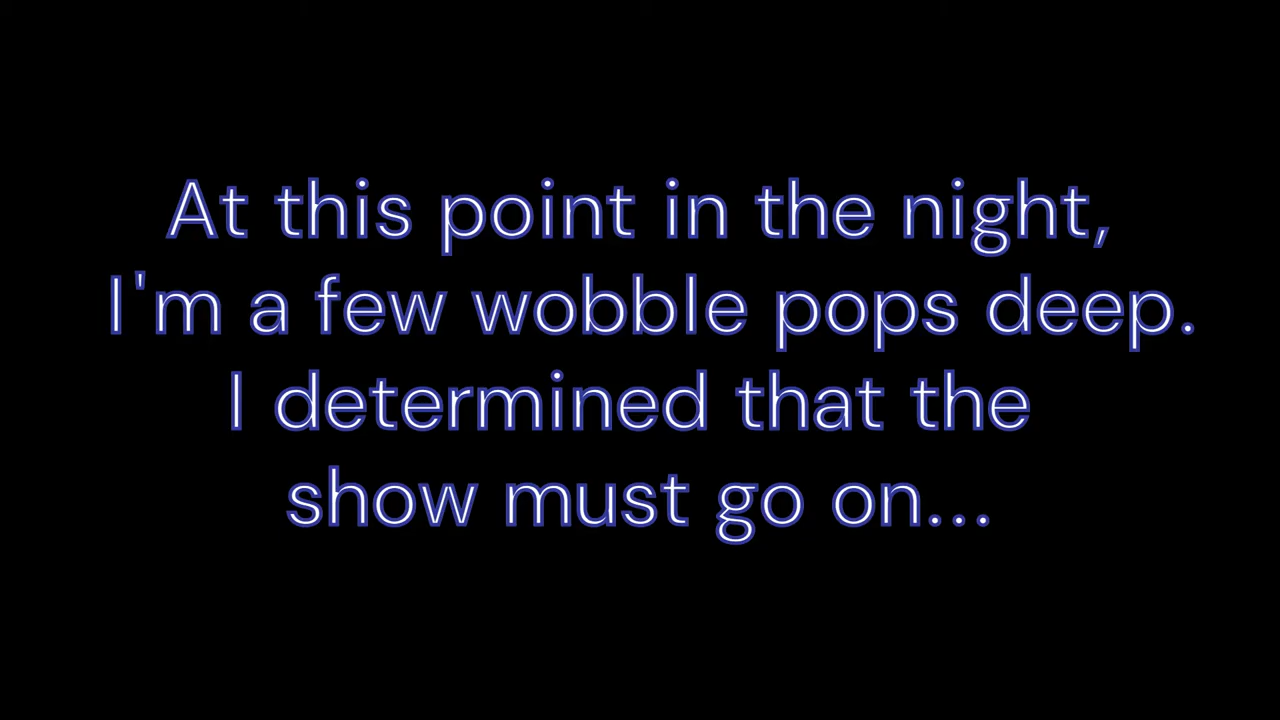 At this point in the night,
I'm a few wobble pops deep.
I determined that the
show must go on...